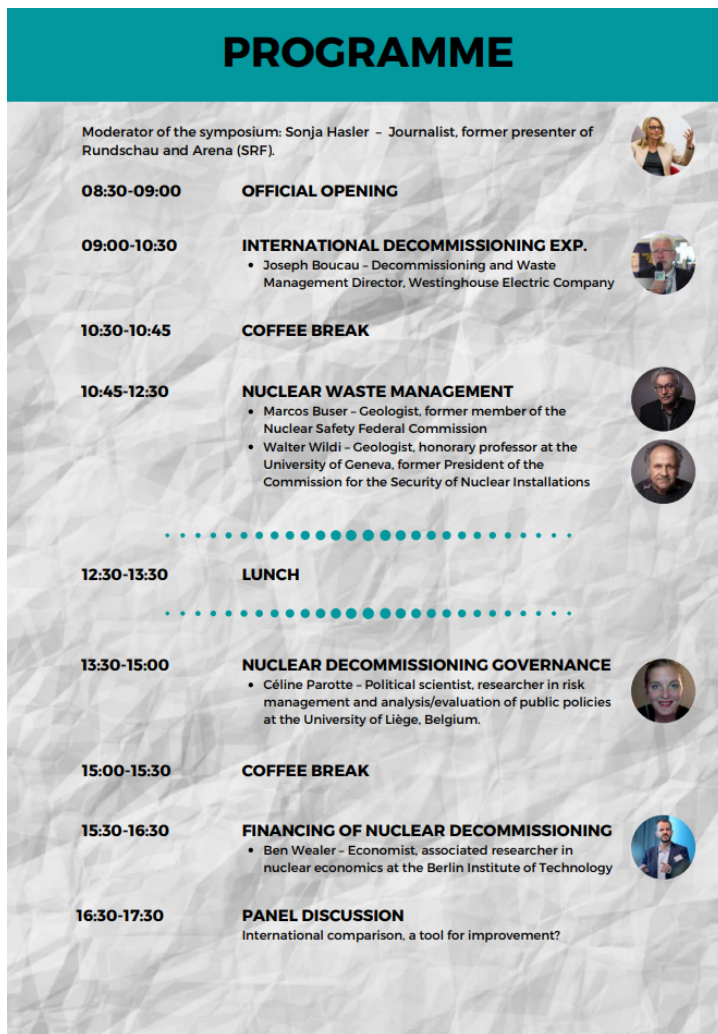 PROGRAMME
Moderator of the symposium: Sonja Hasler – Journalist, former presenter of
Rundschau and Arena (SRF).
08:30-09:00 OFFICIAL OPENING
09:00-10:30 INTERNATIONAL DECOMMISSIONING EXP.
• Joseph Boucau – Decommissioning and Waste
Management Director, Westinghouse Electric Company
10:30-10:45 COFFEE BREAK
10:45-12:30 NUCLEAR WASTE MANAGEMENT
• Marcos Buser – Geologist, former member of the
Nuclear Safety Federal Commission
• Walter Wildi – Geologist, honorary professor at the
University of Geneva, former President of the
Commission for the Security of Nuclear Installations
12:30-13:30 LUNCH
13:30-15:00 NUCLEAR DECOMMISSIONING GOVERNANCE
• Céline Parotte – Political scientist, researcher in risk
management and analysis/evaluation of public policies
at the University of Liège, Belgium.
15:00-15:30 COFFEE BREAK
15:30-16:30 FINANCING OF NUCLEAR DECOMMISSIONING
• Ben Wealer – Economist, associated researcher in
nuclear economics at the Berlin Institute of Technology
16:30-17:30 PANEL DISCUSSION
International comparison, a tool for improvement?